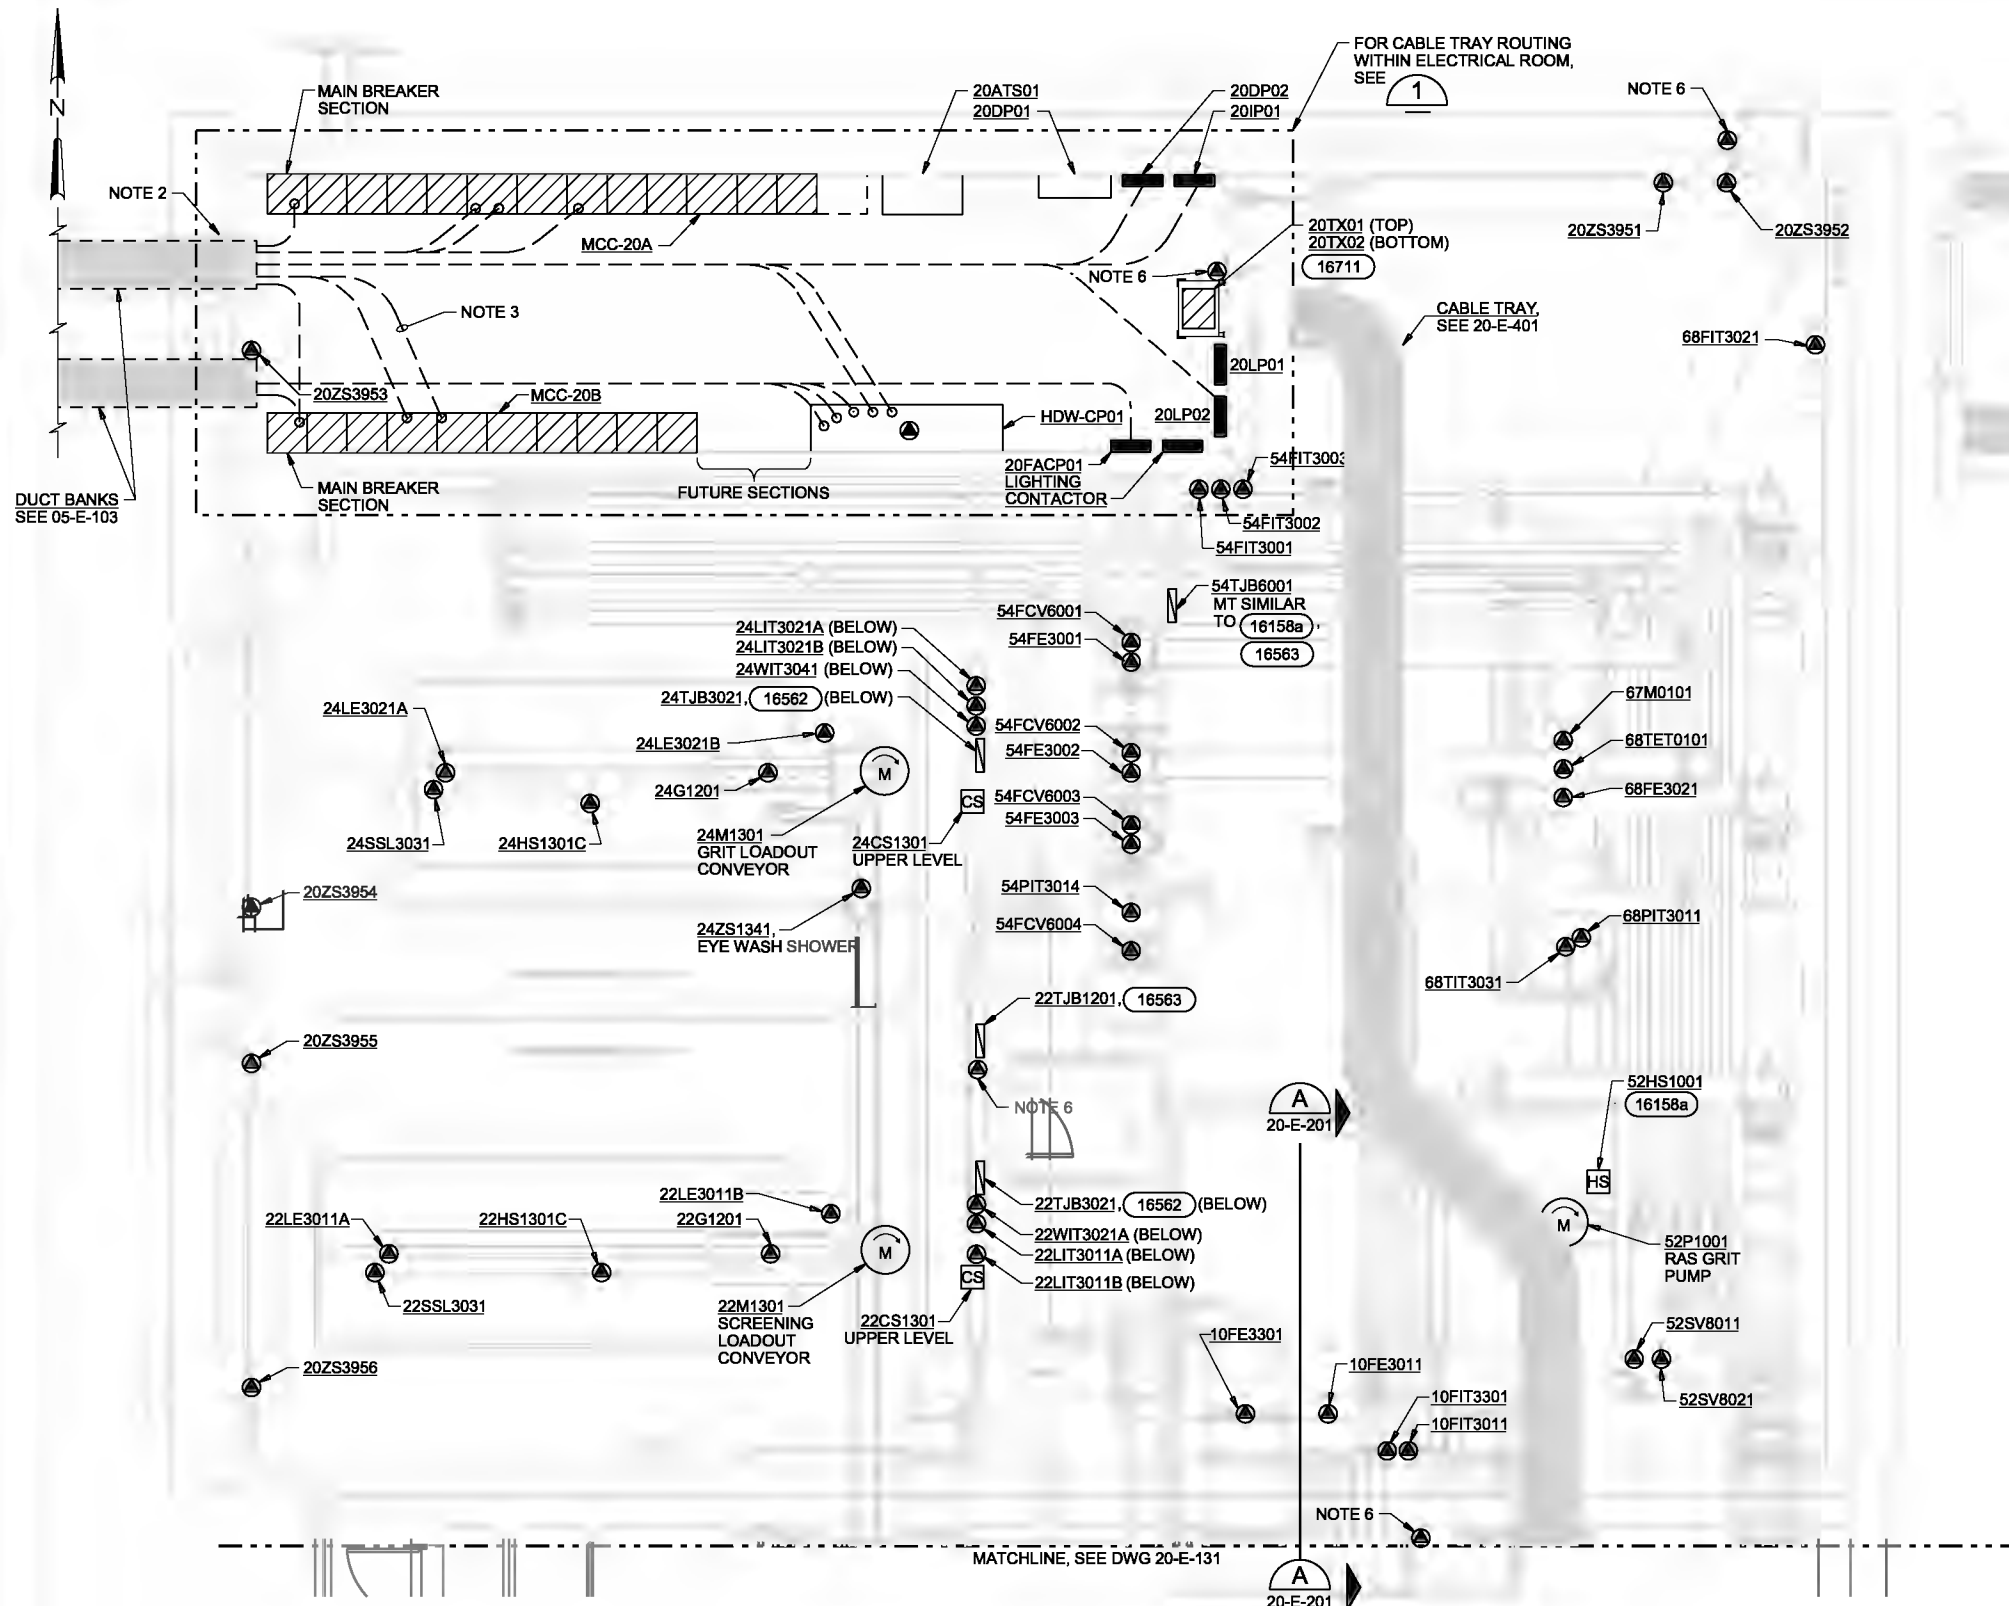 FOR CABLE TRAY ROUTING
WITHIN ELECTRICAL ROOM,
SEE
1
N
MAIN BREAKER
SECTION
20ATS01
20DP01
20DP02
20IP01
NOTE 6
NOTE 2
20ZS3951
20ZS3952
MCC-20A
20TX01 (TOP)
20TX02 (BOTTOM)
16711
NOTE 6
NOTE 3
CABLE TRAY,
SEE 20-E-401
68FIT3021
20ZS3953
MCC-20B
20LP01
HDW-CP01
20LP02
20FACP01
LIGHTING
CONTACTOR
54FIT3003
MAIN BREAKER
SECTION
FUTURE SECTIONS
DUCT BANKS
SEE 05-E-103
54FIT3002
54FIT3001
54TJB6001
MT SIMILAR
TO 16158a,
16563
54FCV6001
54FE3001
24LIT3021A (BELOW)
24LIT3021B (BELOW)
24WIT3041 (BELOW)
24TJB3021, 16562 (BELOW)
24LE3021A
24LE3021B
54FCV6002
54FE3002
67M0101
68TET0101
68FE3021
M
24G1201
CS
54FCV6003
54FE3003
24SSL3031
24HS1301C
24M1301
GRIT LOADOUT
CONVEYOR
24CS1301
UPPER LEVEL
20ZS3954
54PIT3014
54FCV6004
24ZS1341,
EYE WASH SHOWER
68PIT3011
68TIT3031
22TJB1201, 16563
20ZS3955
NOTE 6
A
20-E-201
52HS1001
16158a
HS
22LE3011B
22LE3011A
22HS1301C
22G1201
M
22TJB3021, 16562 (BELOW)
22WIT3021A (BELOW)
22LIT3011A (BELOW)
22LIT3011B (BELOW)
CS
M
52P1001
RAS GRIT
PUMP
22SSL3031
22M1301
SCREENING
LOADOUT
CONVEYOR
22CS1301
UPPER LEVEL
20ZS3956
10FE3301
10FE3011
10FIT3301
10FIT3011
52SV8011
52SV8021
NOTE 6
MATCHLINE, SEE DWG 20-E-131
A
20-E-201